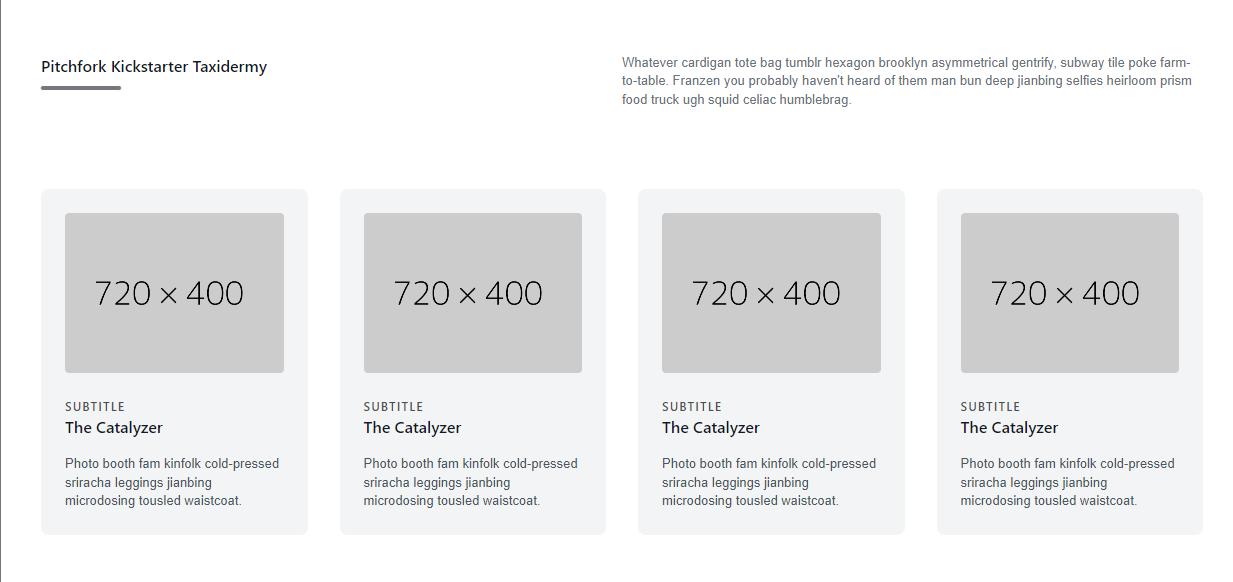 Pitchfork Kickstarter Taxidermy
Whatever cardigan tote bag tumblr hexagon brooklyn asymmetrical gentrify, subway tile poke farm-
to-table. Franzen you probably haven't heard of them man bun deep jianbing selfies heirloom prism
food truck ugh squid celiac humblebrag.
720 × 400
SUBTITLE
The Catalyzer
Photo booth fam kinfolk cold-pressed
sriracha leggings jianbing
microdosing tousled waistcoat.
720 × 400
SUBTITLE
The Catalyzer
Photo booth fam kinfolk cold-pressed
sriracha leggings jianbing
microdosing tousled waistcoat.
720 × 400
SUBTITLE
The Catalyzer
Photo booth fam kinfolk cold-pressed
sriracha leggings jianbing
microdosing tousled waistcoat.
720 × 400
SUBTITLE
The Catalyzer
Photo booth fam kinfolk cold-pressed
sriracha leggings jianbing
microdosing tousled waistcoat.